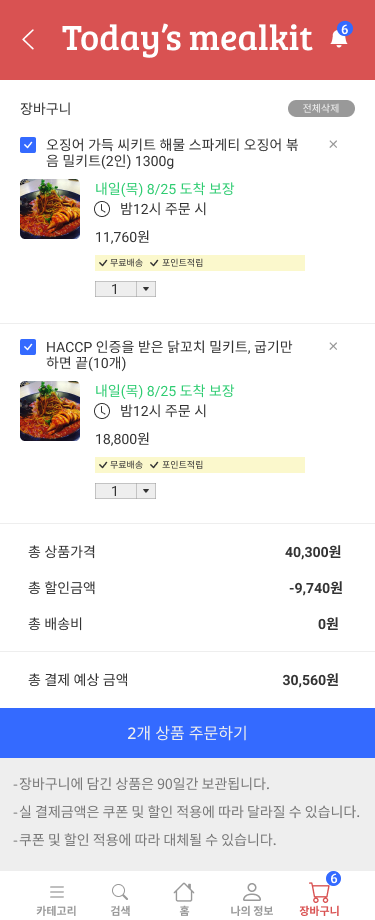 Today's mealkit
6
장바구니
전체삭제
오징어 가득 씨키트 해물 스파게티 오징어 볶
음 밀키트(2인) 1300g
내일(목) 8/25 도착 보장
밤12시 주문 시
11,760원
무료배송 포인트적립
1
HACCP 인증을 받은 닭꼬치 밀키트, 굽기만
하면 끝(10개)
내일(목) 8/25 도착 보장
밤12시 주문 시
18,800원
무료배송 포인트적립
1
총 상품가격 40,300원
총 할인금액 -9,740원
총 배송비 0원
총 결제 예상 금액 30,560원
2개 상품 주문하기
-장바구니에 담긴 상품은 90일간 보관됩니다.
-실 결제금액은 쿠폰 및 할인 적용에 따라 달라질 수 있습니다.
-쿠폰 및 할인 적용에 따라 대체될 수 있습니다.
6
카테고리 검색 홈 나의 정보 장바구니